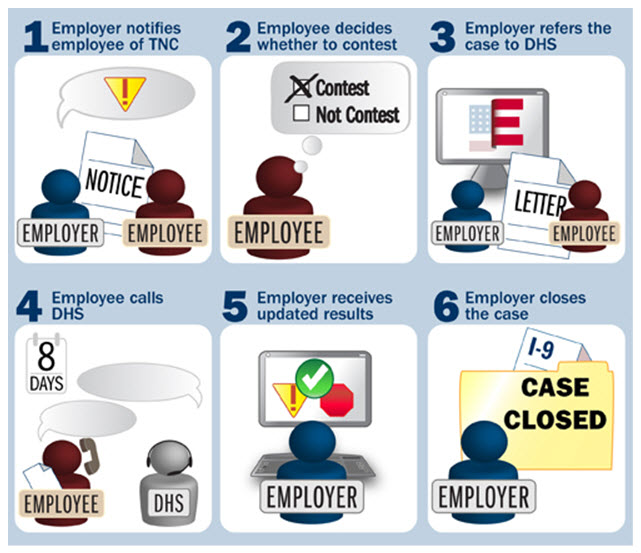 1 Employer notifies
employee of TNC
NOTICE
EMPLOYER
EMPLOYEE
2 Employee decides
whether to contest
Contest
Not Contest
EMPLOYEE
3 Employer refers the
case to DHS
E
LETTER
EMPLOYER
EMPLOYEE
4 Employee calls
DHS
8
DAYS
EMPLOYEE
DHS
5 Employer receives
updated results
EMPLOYER
6 Employer closes
the case
I-9
CASE
CLOSED
EMPLOYER